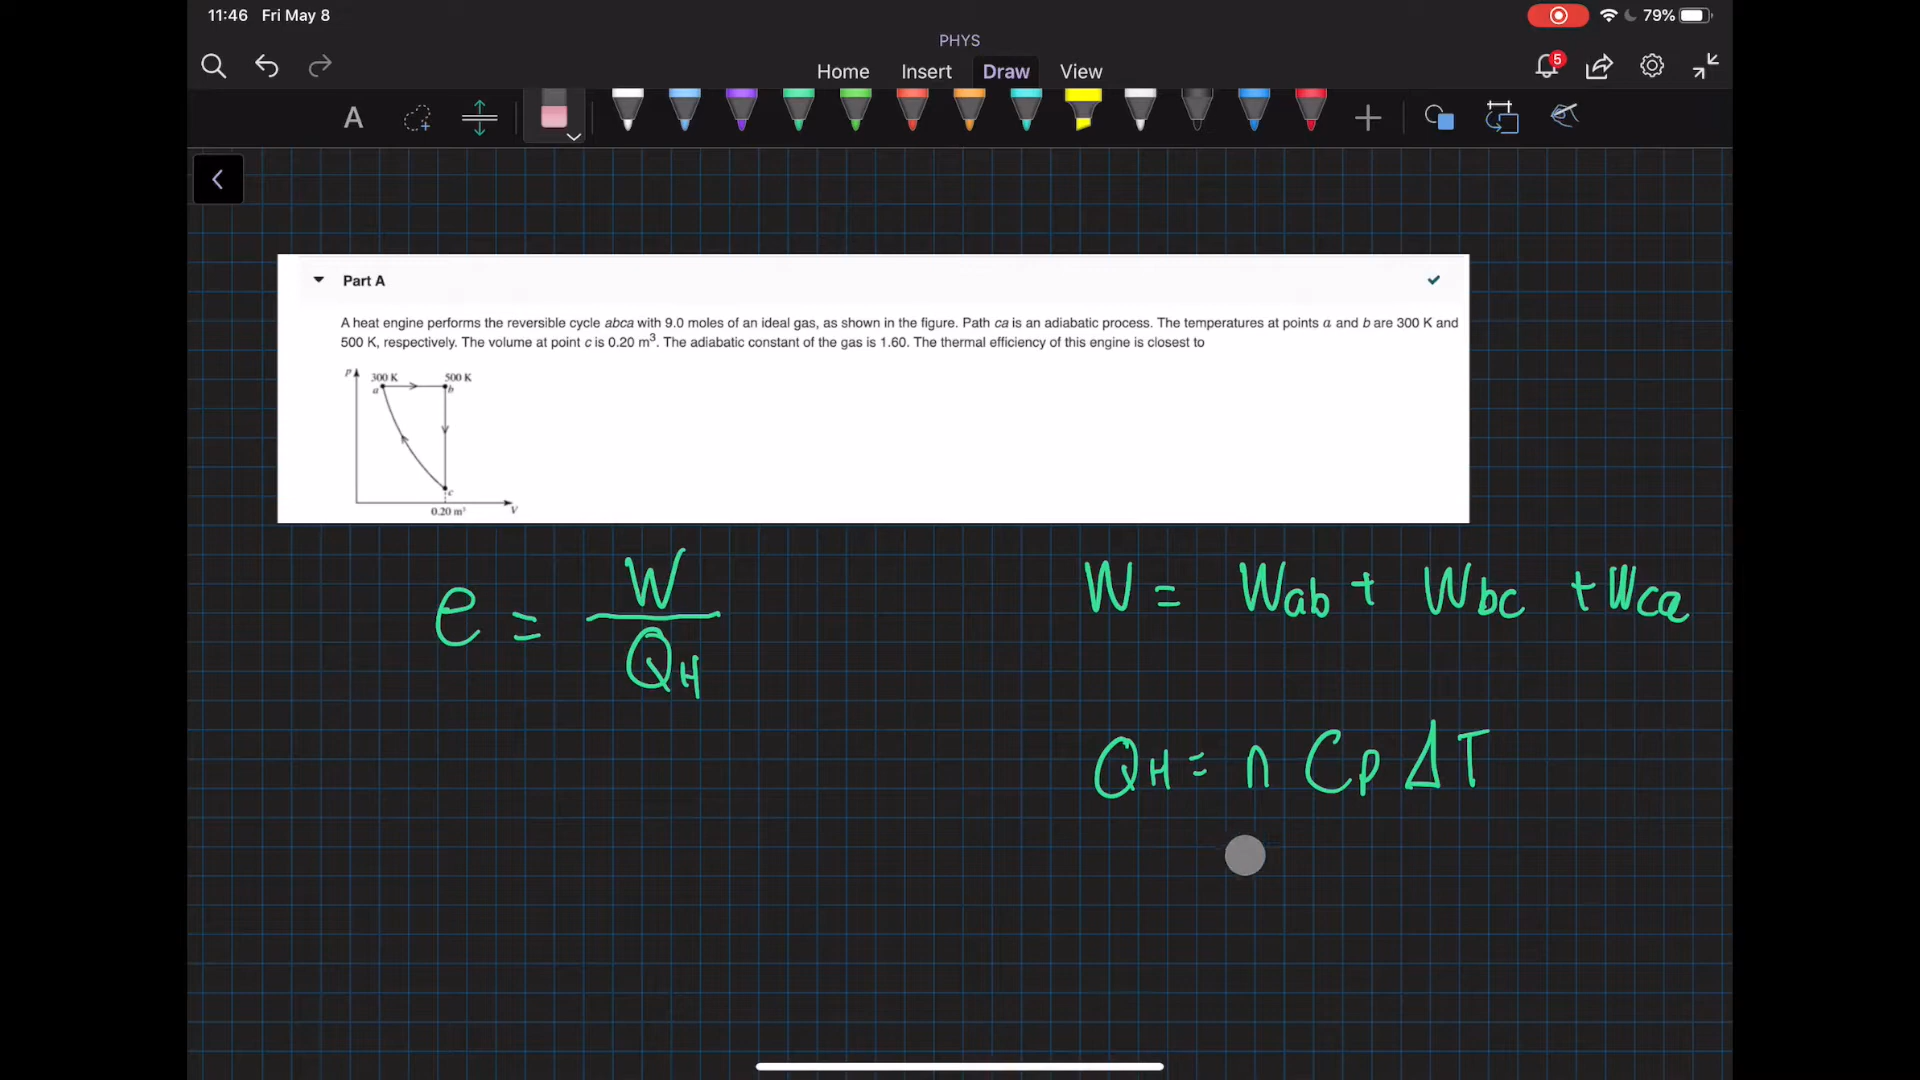 11:46 Fri May 8
79%
PHYS
Home Insert Draw View
5
A
Part A
A heat engine performs the reversible cycle abca with 9.0 moles of an ideal gas, as shown in the figure. Path ca is an adiabatic process. The temperatures at points a and b are 300 K and
500 K, respectively. The volume at point c is 0.20 m³. The adiabatic constant of the gas is 1.60. The thermal efficiency of this engine is closest to
P 300 K 500 K
a b
c
0.20 m³ V
e = W / QH
W = Wab + Wbc + Wca
QH = n Cp ΔT